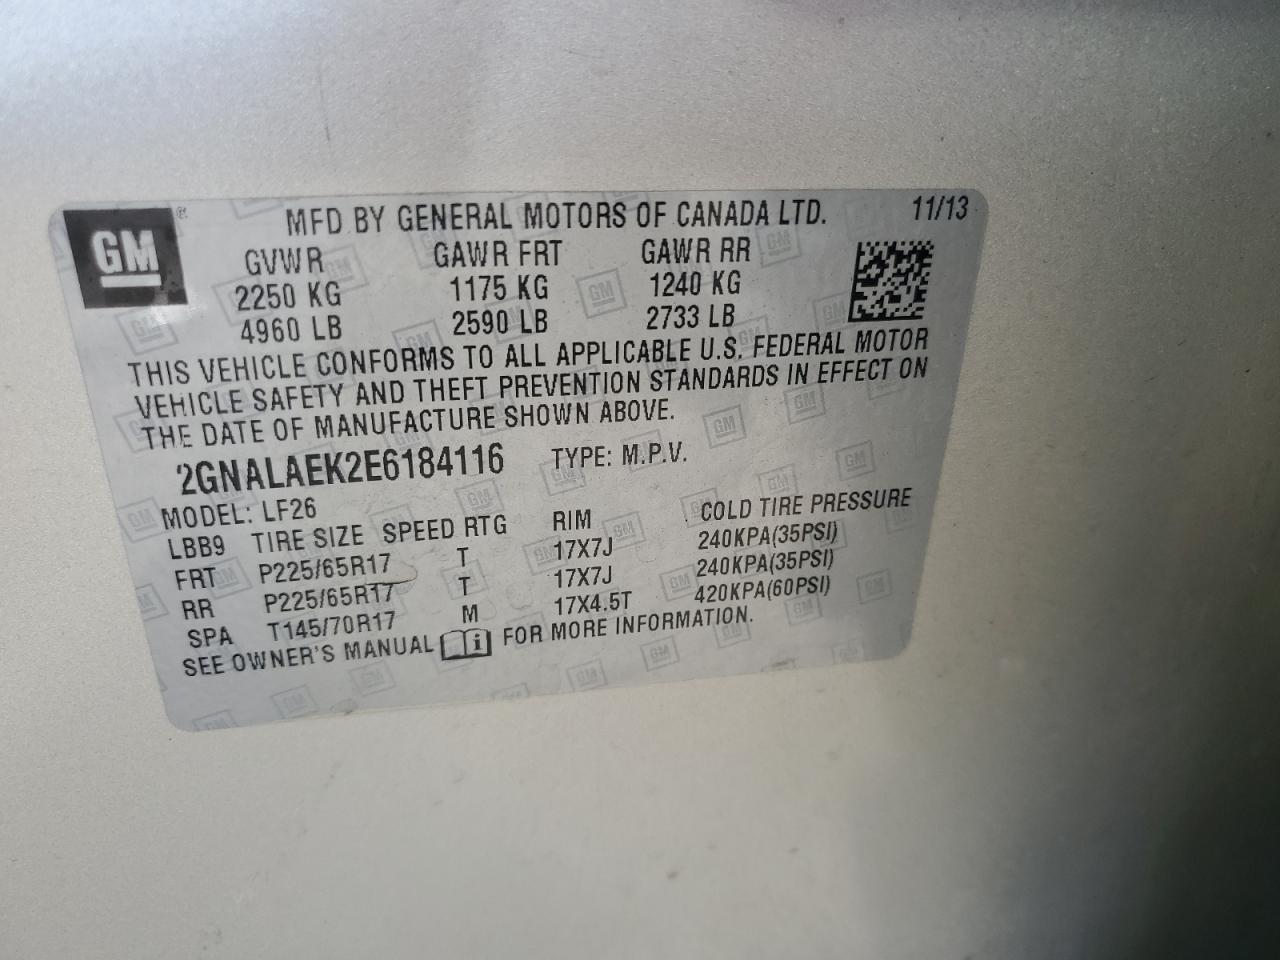 GM ®
MFD BY GENERAL MOTORS OF CANADA LTD. 11/13
GVWR GAWR FRT GAWR RR
2250 KG 1175 KG 1240 KG
4960 LB 2590 LB 2733 LB
THIS VEHICLE CONFORMS TO ALL APPLICABLE U.S. FEDERAL MOTOR
VEHICLE SAFETY AND THEFT PREVENTION STANDARDS IN EFFECT ON
THE DATE OF MANUFACTURE SHOWN ABOVE.
2GNALAEK2E6184116 TYPE: M.P.V.
MODEL: LF26
LBB9 TIRE SIZE SPEED RTG RIM COLD TIRE PRESSURE
FRT P225/65R17 T 17X7J 240KPA(35PSI)
RR P225/65R17 T 17X7J 240KPA(35PSI)
SPA T145/70R17 M 17X4.5T 420KPA(60PSI)
SEE OWNER'S MANUAL i FOR MORE INFORMATION.